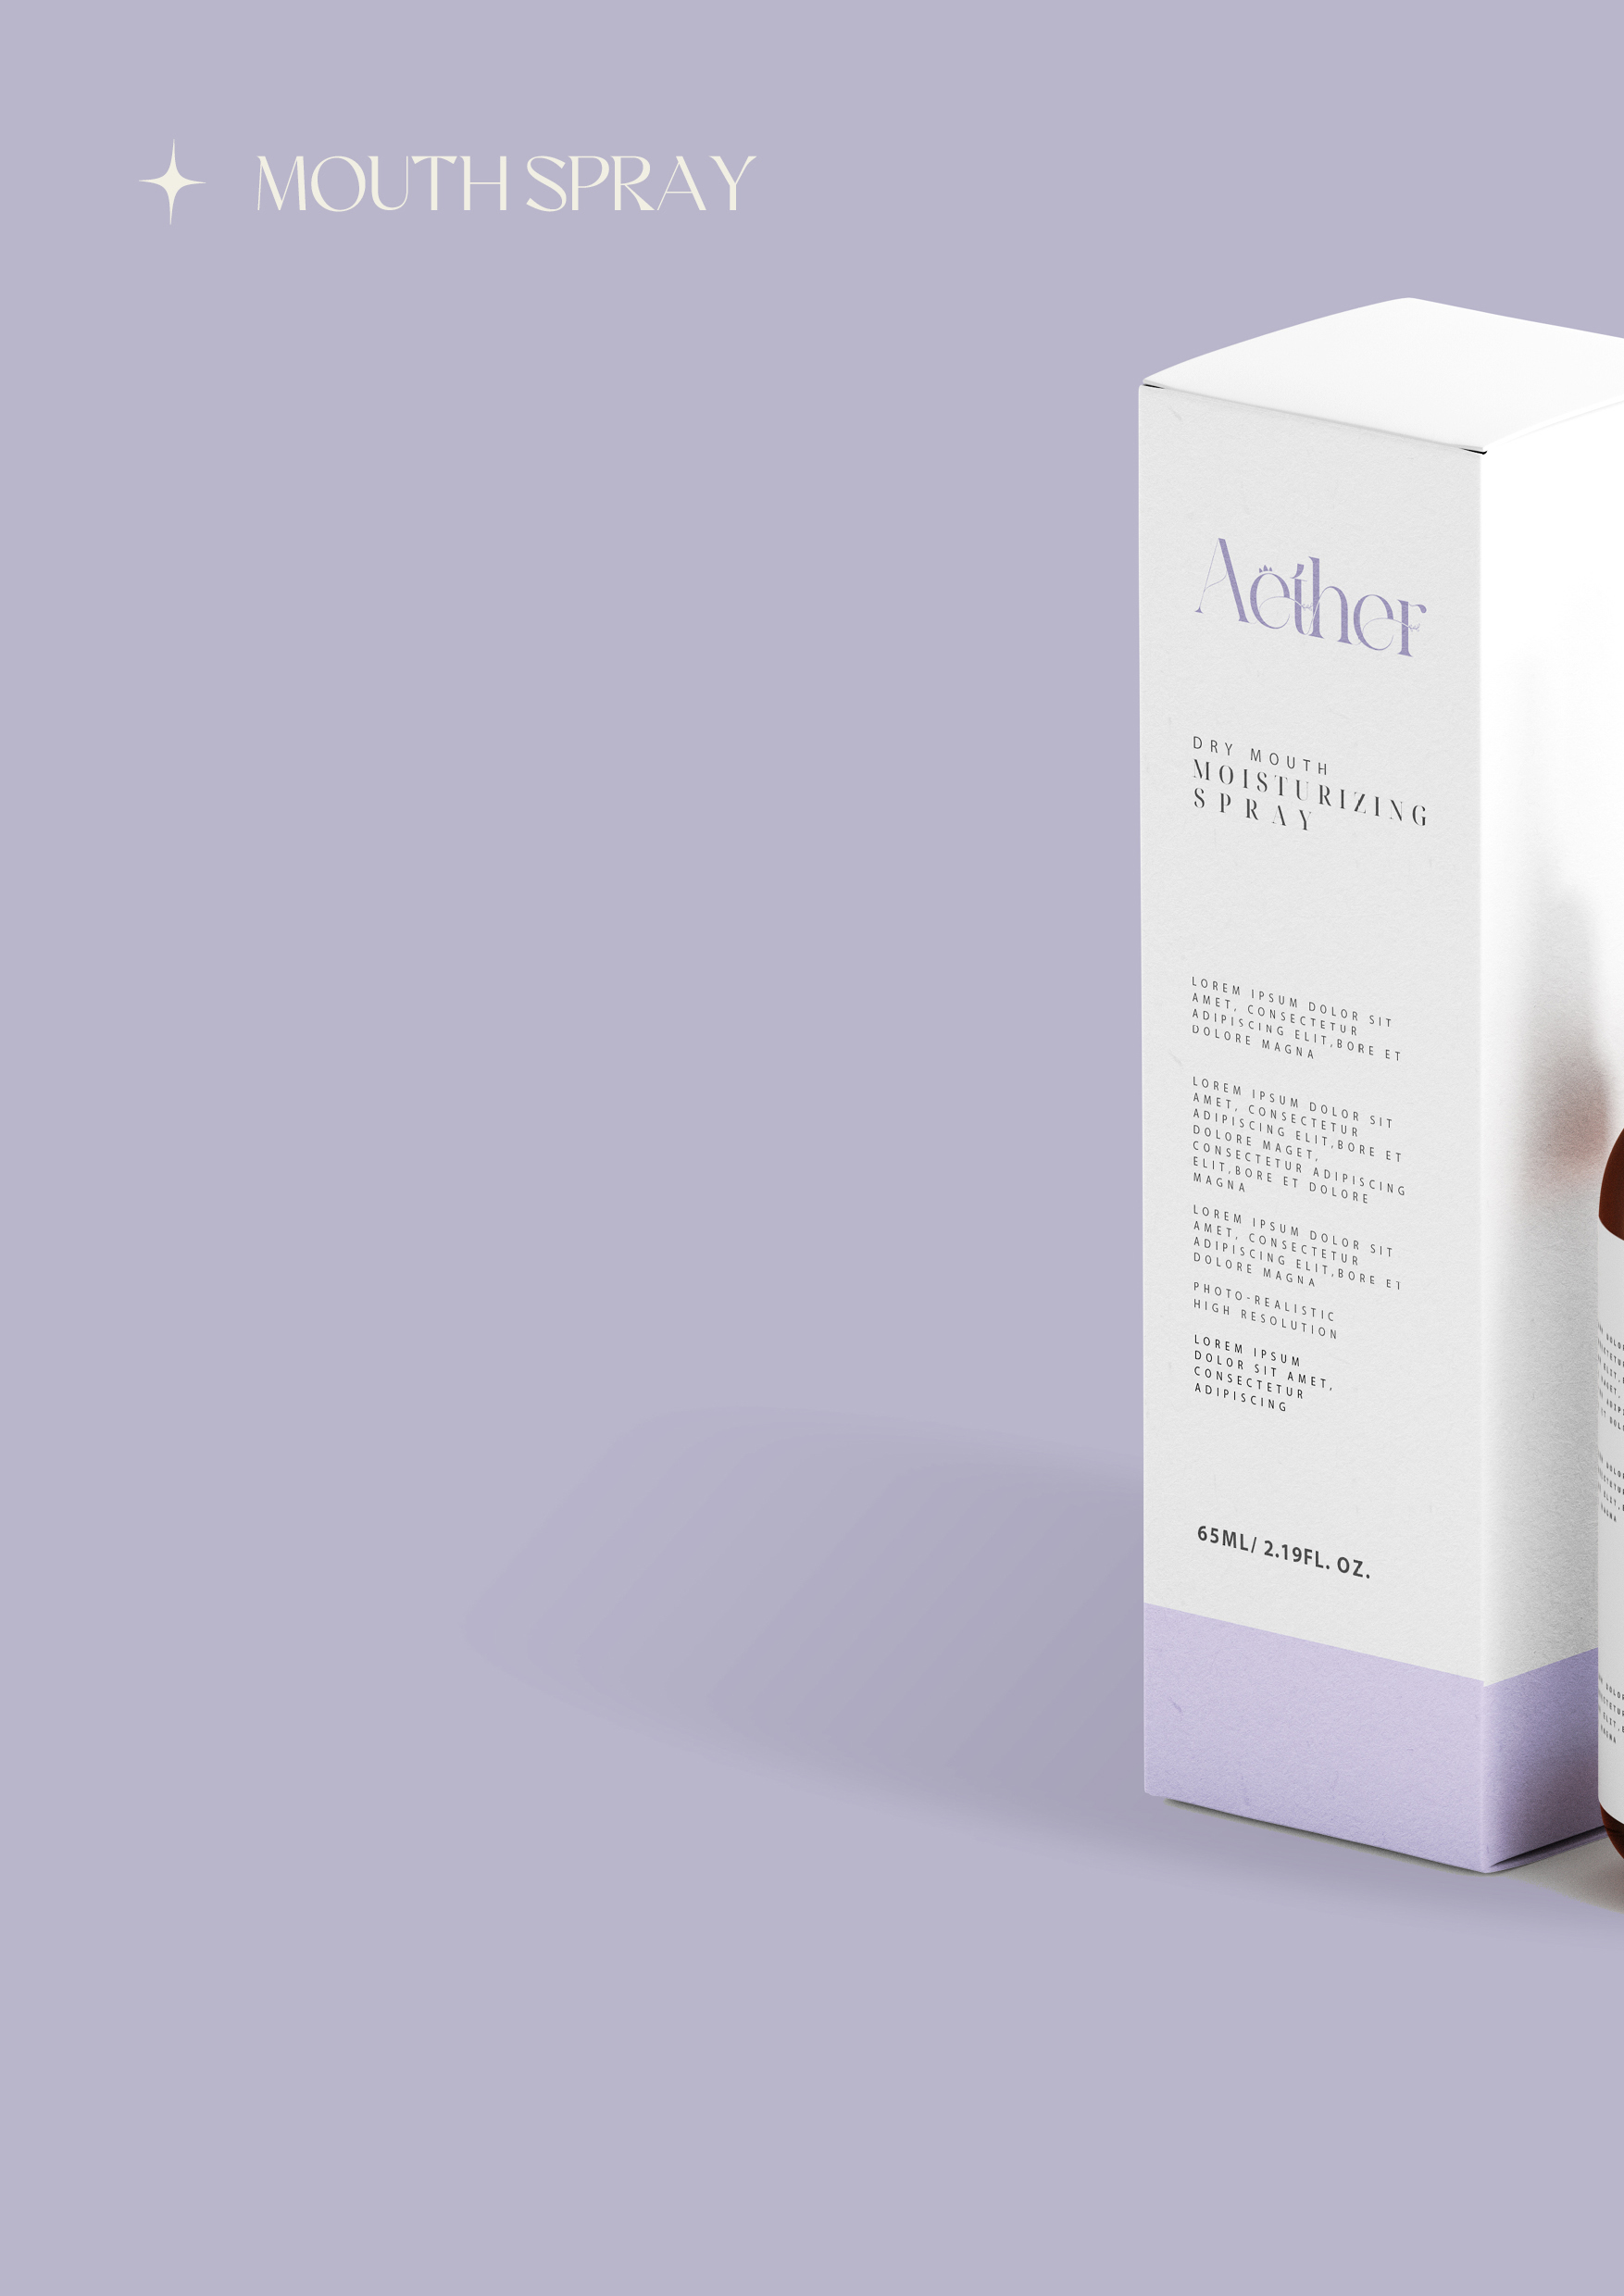 MOUTH SPRAY
Aether
DRY MOUTH
MOISTURIZING
SPRAY
LOREM IPSUM DOLOR SIT
AMET, CONSECTETUR
ADIPISCING ELIT,BORE ET
DOLORE MAGNA
LOREM IPSUM DOLOR SIT
AMET, CONSECTETUR
ADIPISCING ELIT,BORE ET
DOLORE MAGET,
CONSECTETUR ADIPISCING
ELIT,BORE ET DOLORE
MAGNA
LOREM IPSUM DOLOR SIT
AMET, CONSECTETUR
ADIPISCING ELIT,BORE ET
DOLORE MAGNA
PHOTO-REALISTIC
HIGH RESOLUTION
LOREM IPSUM
DOLOR SIT AMET,
CONSECTETUR
ADIPISCING
65ML/ 2.19FL. OZ.